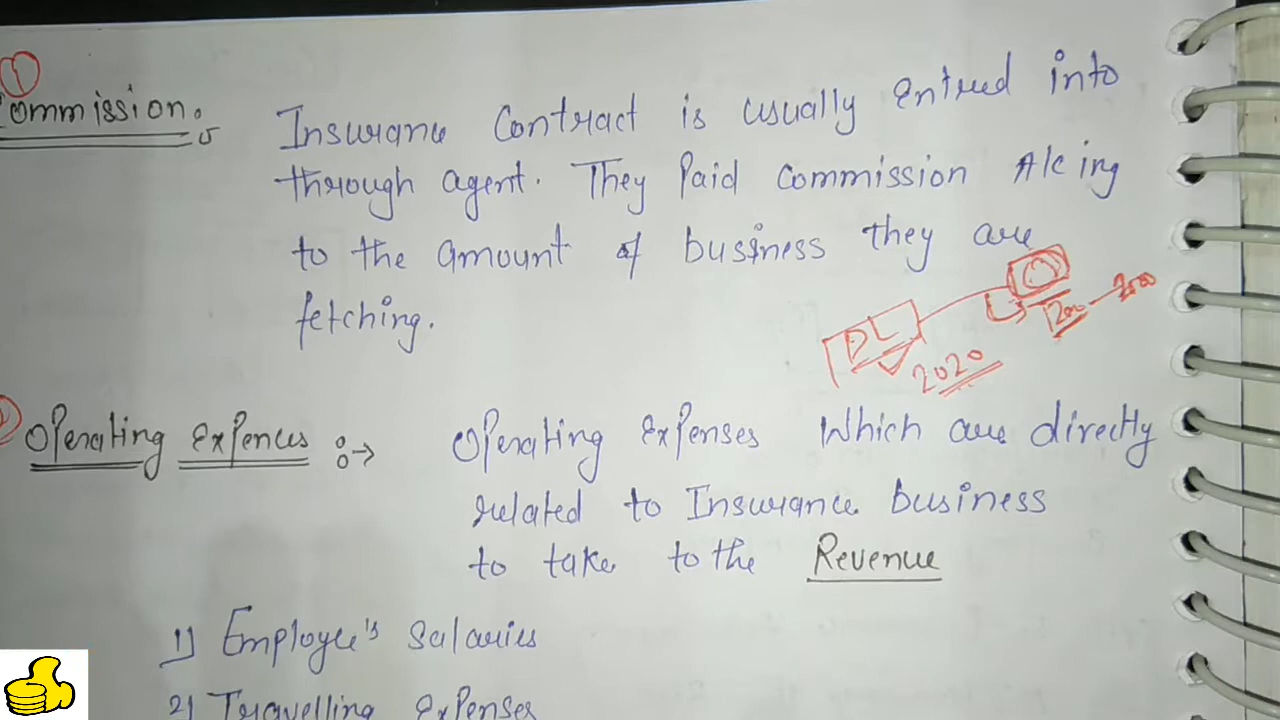 ①
Commission:
Insurance Contract is usually entred into
through agent. They Paid Commission A/c ing
to the amount of business they are
fetching.
DL
2020
200 2000
Operating Expences :→
Operating Expenses Which are directly
related to Insurance business
to take to the Revenue
1) Employee's salaries
2) Travelling Expenses